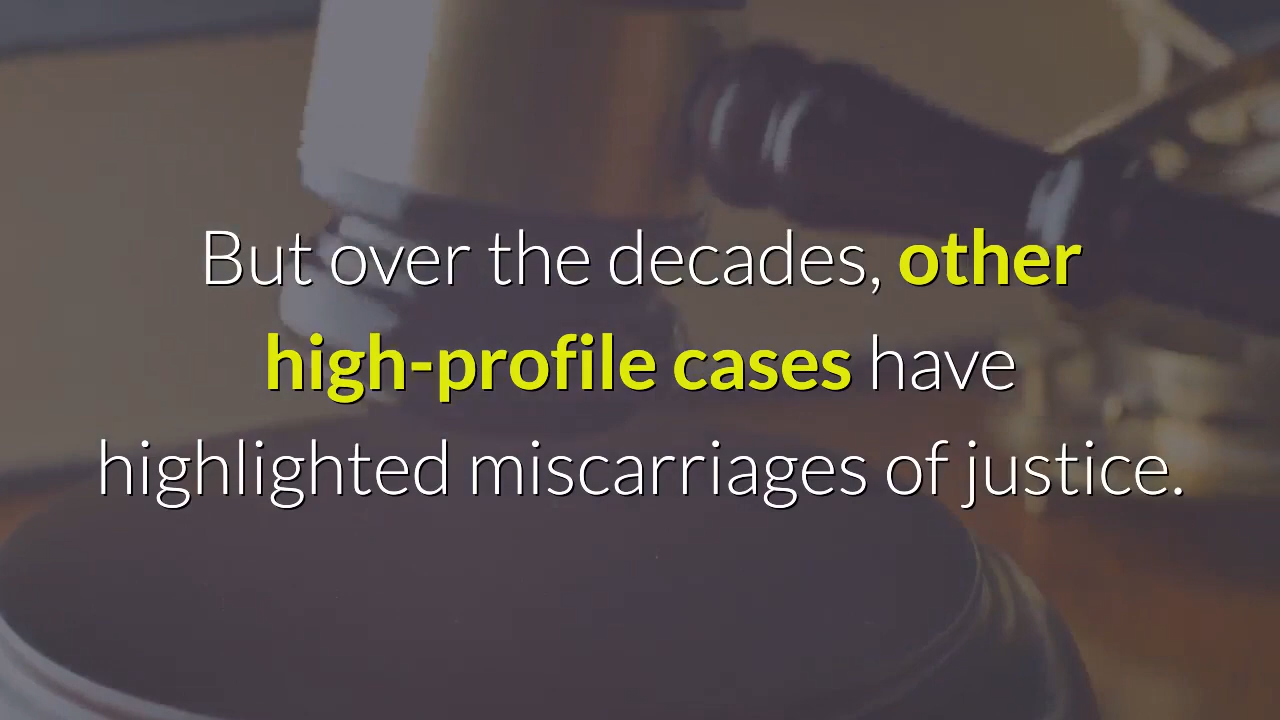 But over the decades, other
high-profile cases have
highlighted miscarriages of justice.